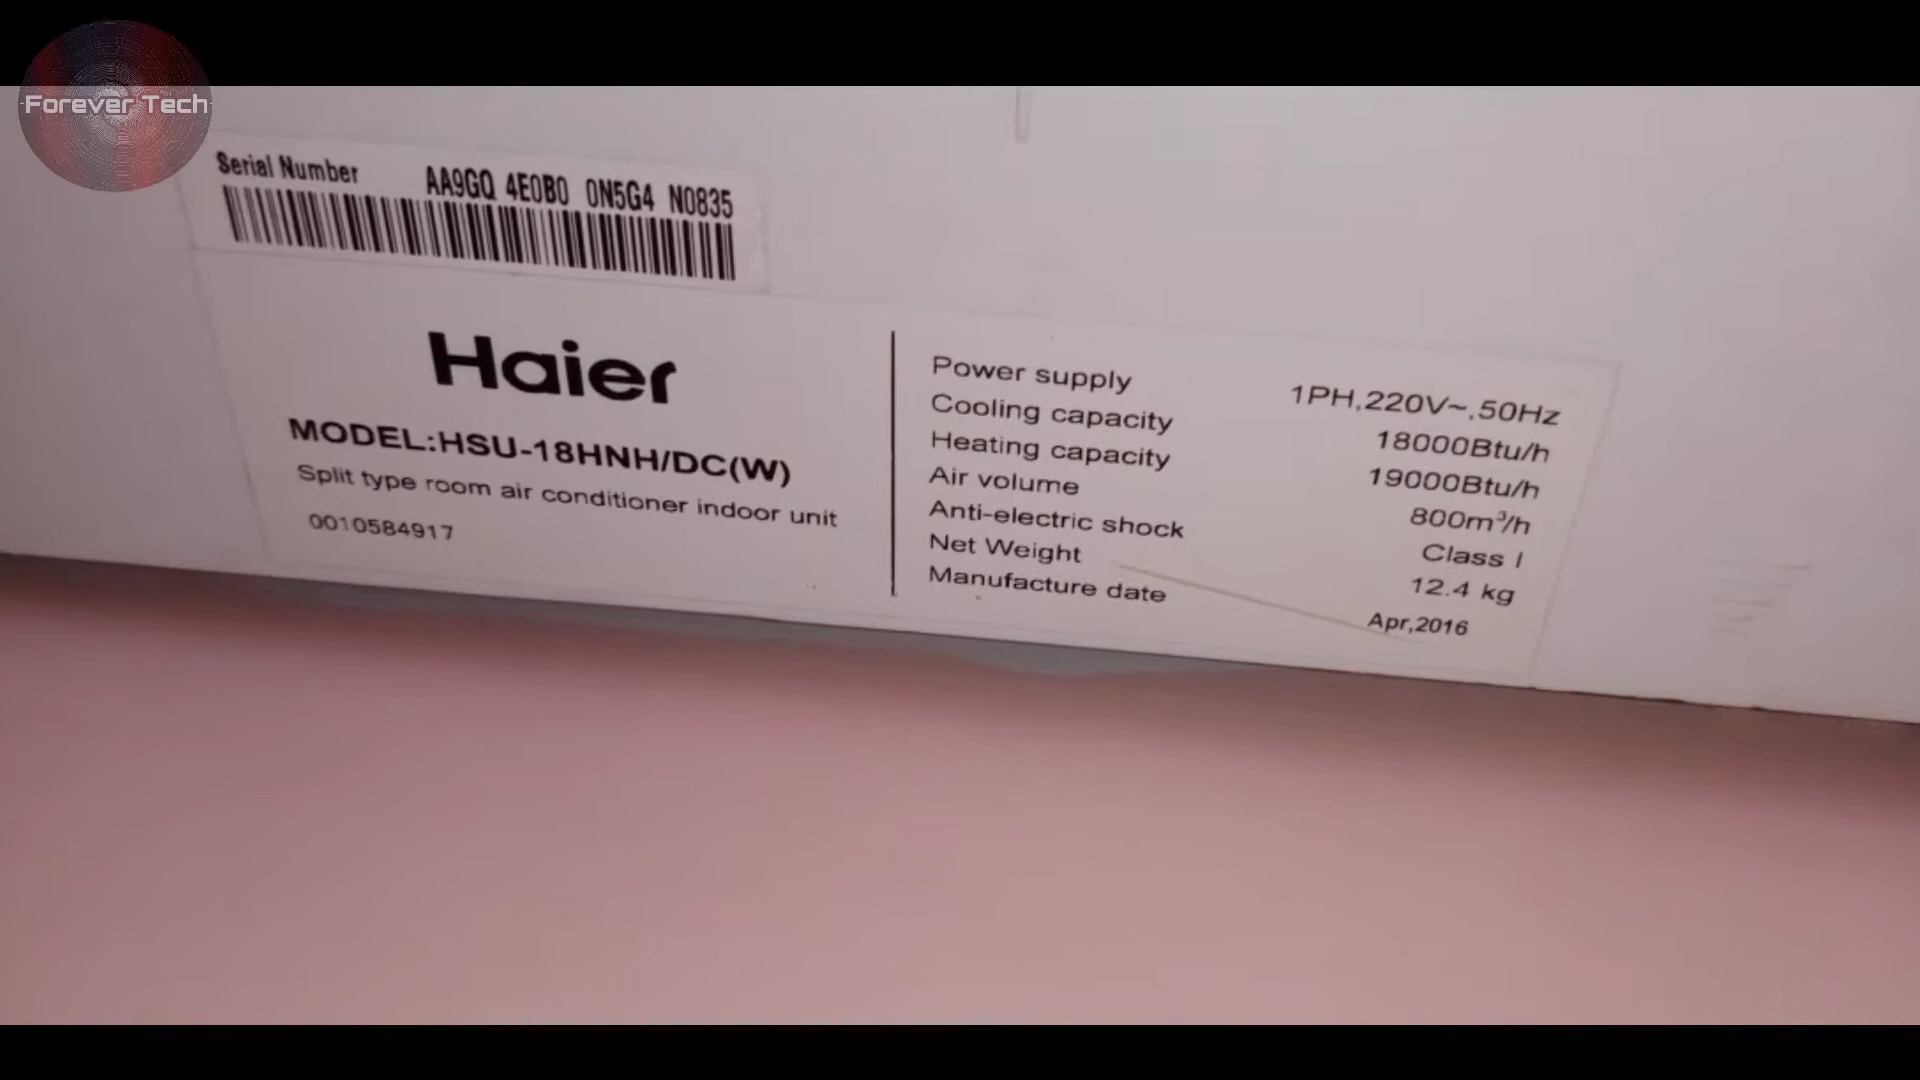 Forever Tech
Serial Number AA9GQ 4E0B0 0N5G4 N0835
Haier
MODEL:HSU-18HNH/DC(W)
Split type room air conditioner indoor unit
0010584917
Power supply 1PH,220V~,50Hz
Cooling capacity 18000Btu/h
Heating capacity 19000Btu/h
Air volume 800m³/h
Anti-electric shock Class I
Net Weight 12.4 kg
Manufacture date Apr,2016